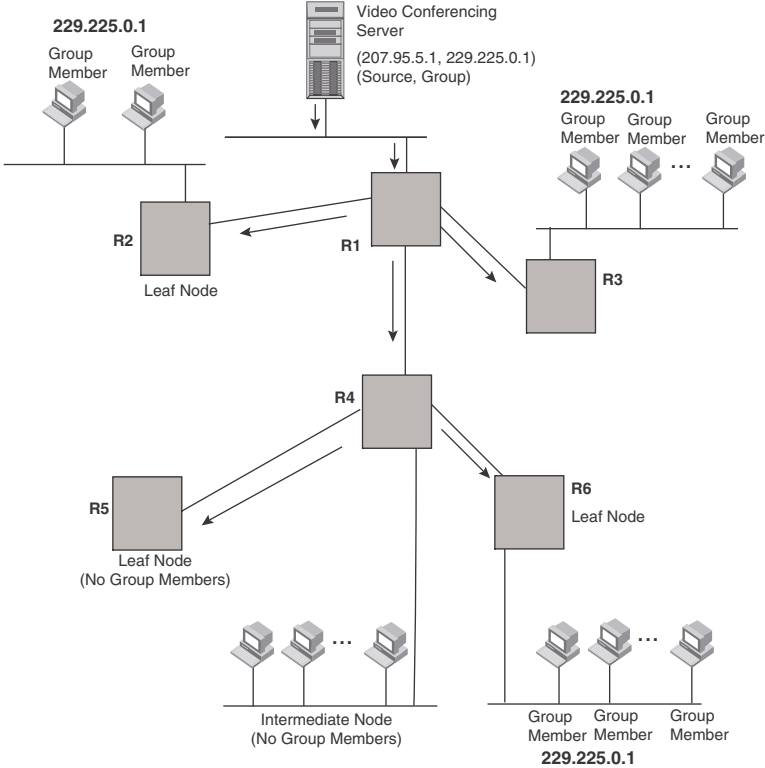 Video Conferencing
Server
(207.95.5.1, 229.225.0.1)
(Source, Group)
229.225.0.1
Group
Member
Group
Member
229.225.0.1
Group
Member
Group
Member
...
Group
Member
R2
Leaf Node
R1
R3
R4
R5
Leaf Node
(No Group Members)
R6
Leaf Node
...
Intermediate Node
(No Group Members)
...
Group
Member
Group
Member
Group
Member
229.225.0.1